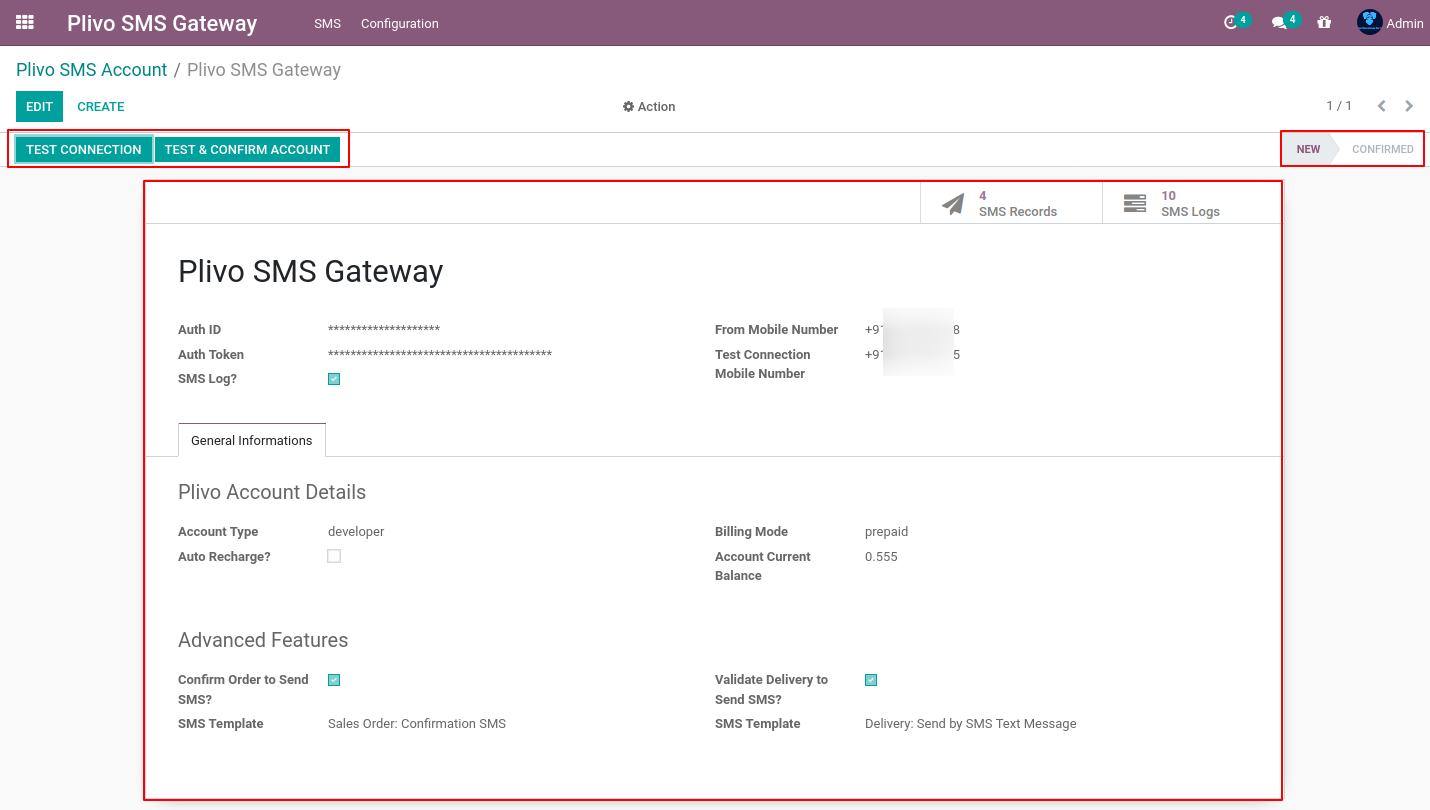 Plivo SMS Gateway SMS Configuration 4 4 Admin
Plivo SMS Account / Plivo SMS Gateway
EDIT CREATE Action 1 / 1
TEST CONNECTION TEST & CONFIRM ACCOUNT NEW CONFIRMED
4
SMS Records
10
SMS Logs
Plivo SMS Gateway
Auth ID ********************
From Mobile Number +91 8
Auth Token ****************************************
Test Connection
Mobile Number +91 5
SMS Log?
General Informations
Plivo Account Details
Account Type developer
Billing Mode prepaid
Auto Recharge?
Account Current
Balance 0.555
Advanced Features
Confirm Order to Send
SMS?
Validate Delivery to
Send SMS?
SMS Template Sales Order: Confirmation SMS
SMS Template Delivery: Send by SMS Text Message